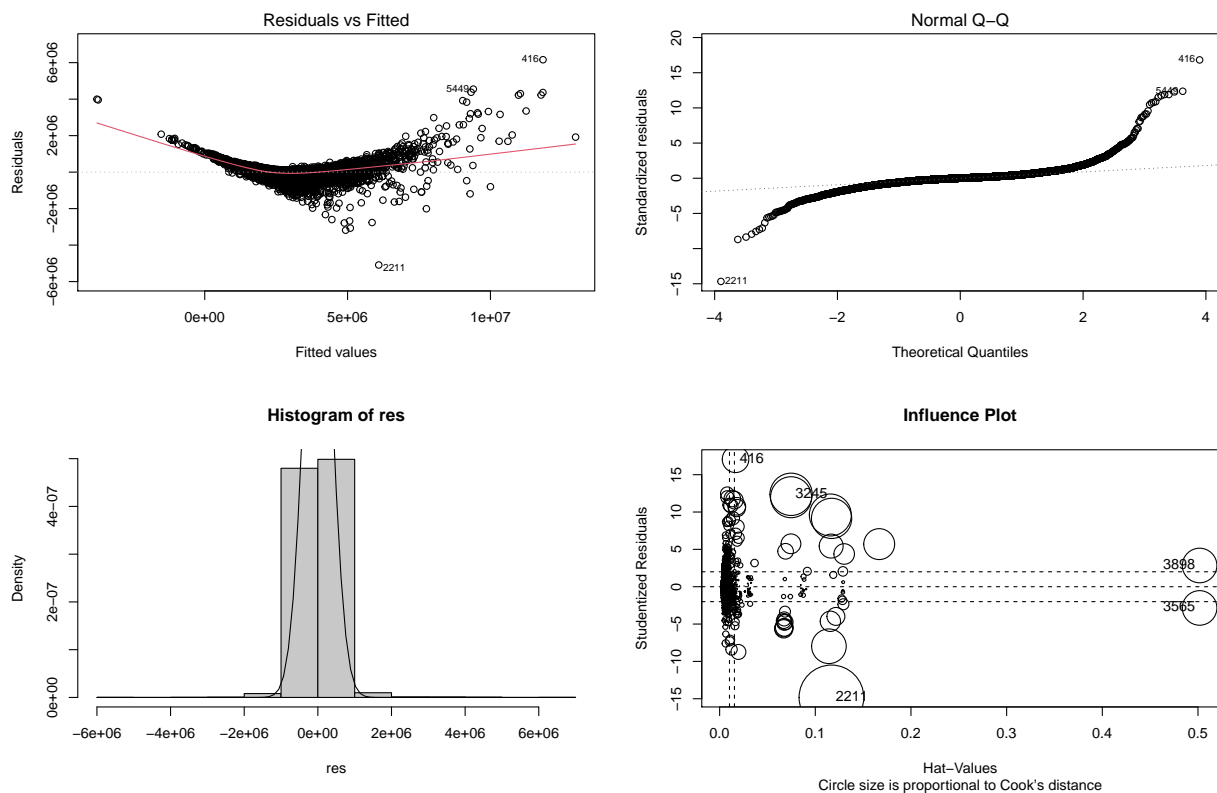 Residuals vs Fitted
Residuals
6e+06
2e+06
−2e+06
−6e+06
416
5449
2211
0e+00
5e+06
1e+07
Fitted values
Normal Q−Q
Standardized residuals
20
15
10
5
0
−5
−15
416
5449
2211
−4
−2
0
2
4
Theoretical Quantiles
Histogram of res
Density
4e−07
2e−07
0e+00
−6e+06
−4e+06
−2e+06
0e+00
2e+06
4e+06
6e+06
res
Influence Plot
Studentized Residuals
15
10
5
0
−5
−10
−15
416
3245
3898
3565
2211
0.0
0.1
0.2
0.3
0.4
0.5
Hat−Values
Circle size is proportional to Cook's distance